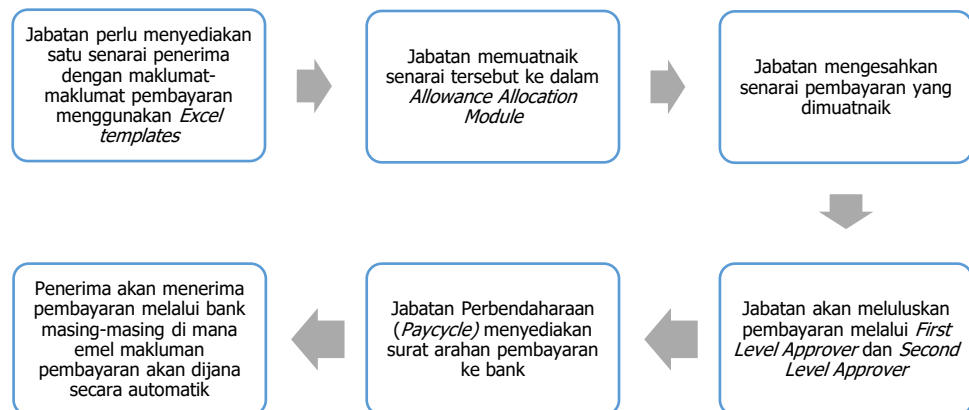 Jabatan perlu menyediakan
satu senarai penerima
dengan maklumat-
maklumat pembayaran
menggunakan Excel
templates
Jabatan memuatnaik
senarai tersebut ke dalam
Allowance Allocation
Module
Jabatan mengesahkan
senarai pembayaran yang
dimuatnaik
Jabatan akan meluluskan
pembayaran melalui First
Level Approver dan Second
Level Approver
Jabatan Perbendaharaan
(Paycycle) menyediakan
surat arahan pembayaran
ke bank
Penerima akan menerima
pembayaran melalui bank
masing-masing di mana
emel makluman
pembayaran akan dijana
secara automatik